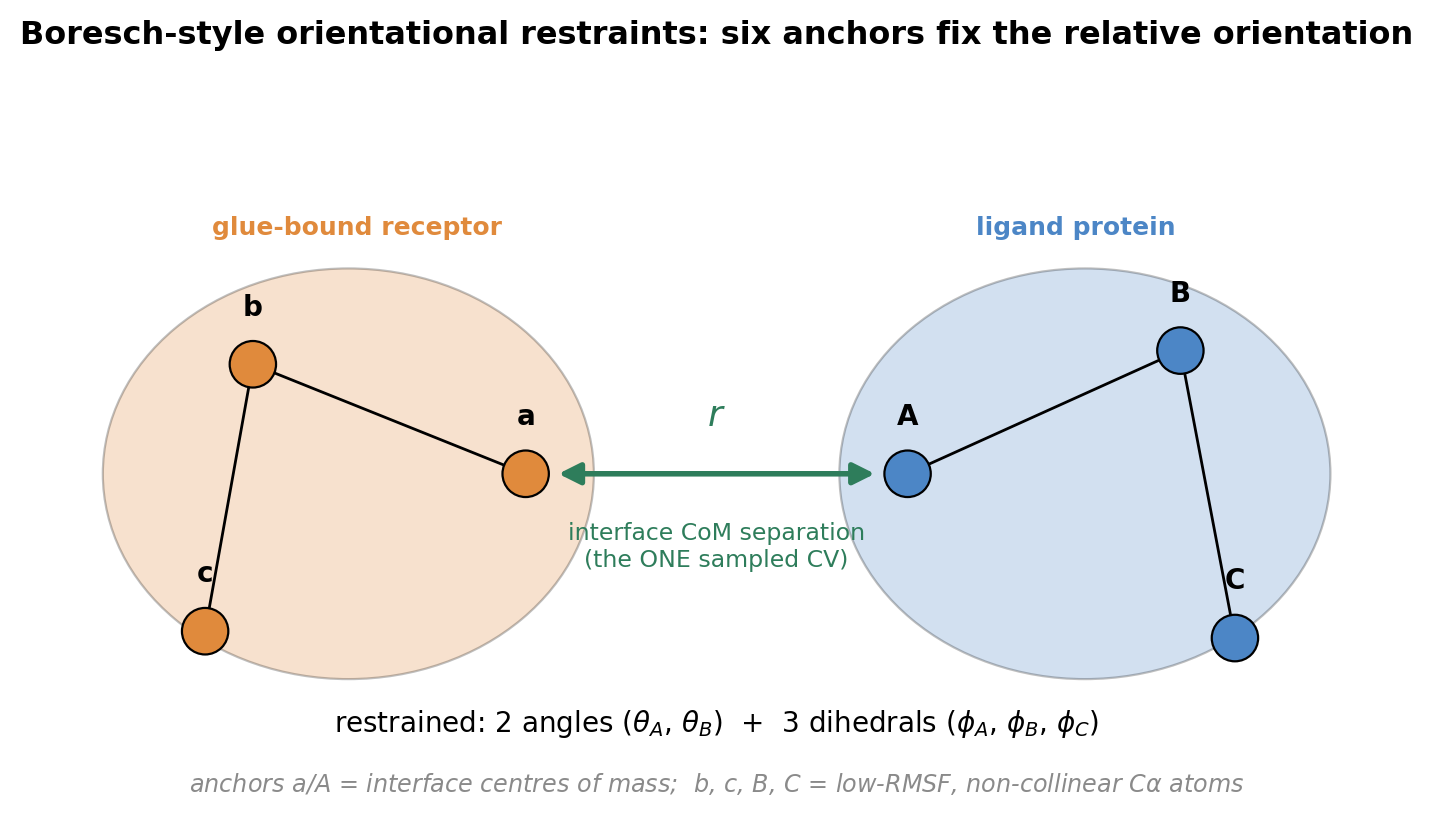 Boresch-style orientational restraints: six anchors fix the relative orientation
glue-bound receptor
ligand protein
b
B
a
r
A
interface CoM separation
(the ONE sampled CV)
c
C
restrained: 2 angles (θ_A, θ_B)  +  3 dihedrals (ϕ_A, ϕ_B, ϕ_C)
anchors a/A = interface centres of mass;  b, c, B, C = low-RMSF, non-collinear Cα atoms